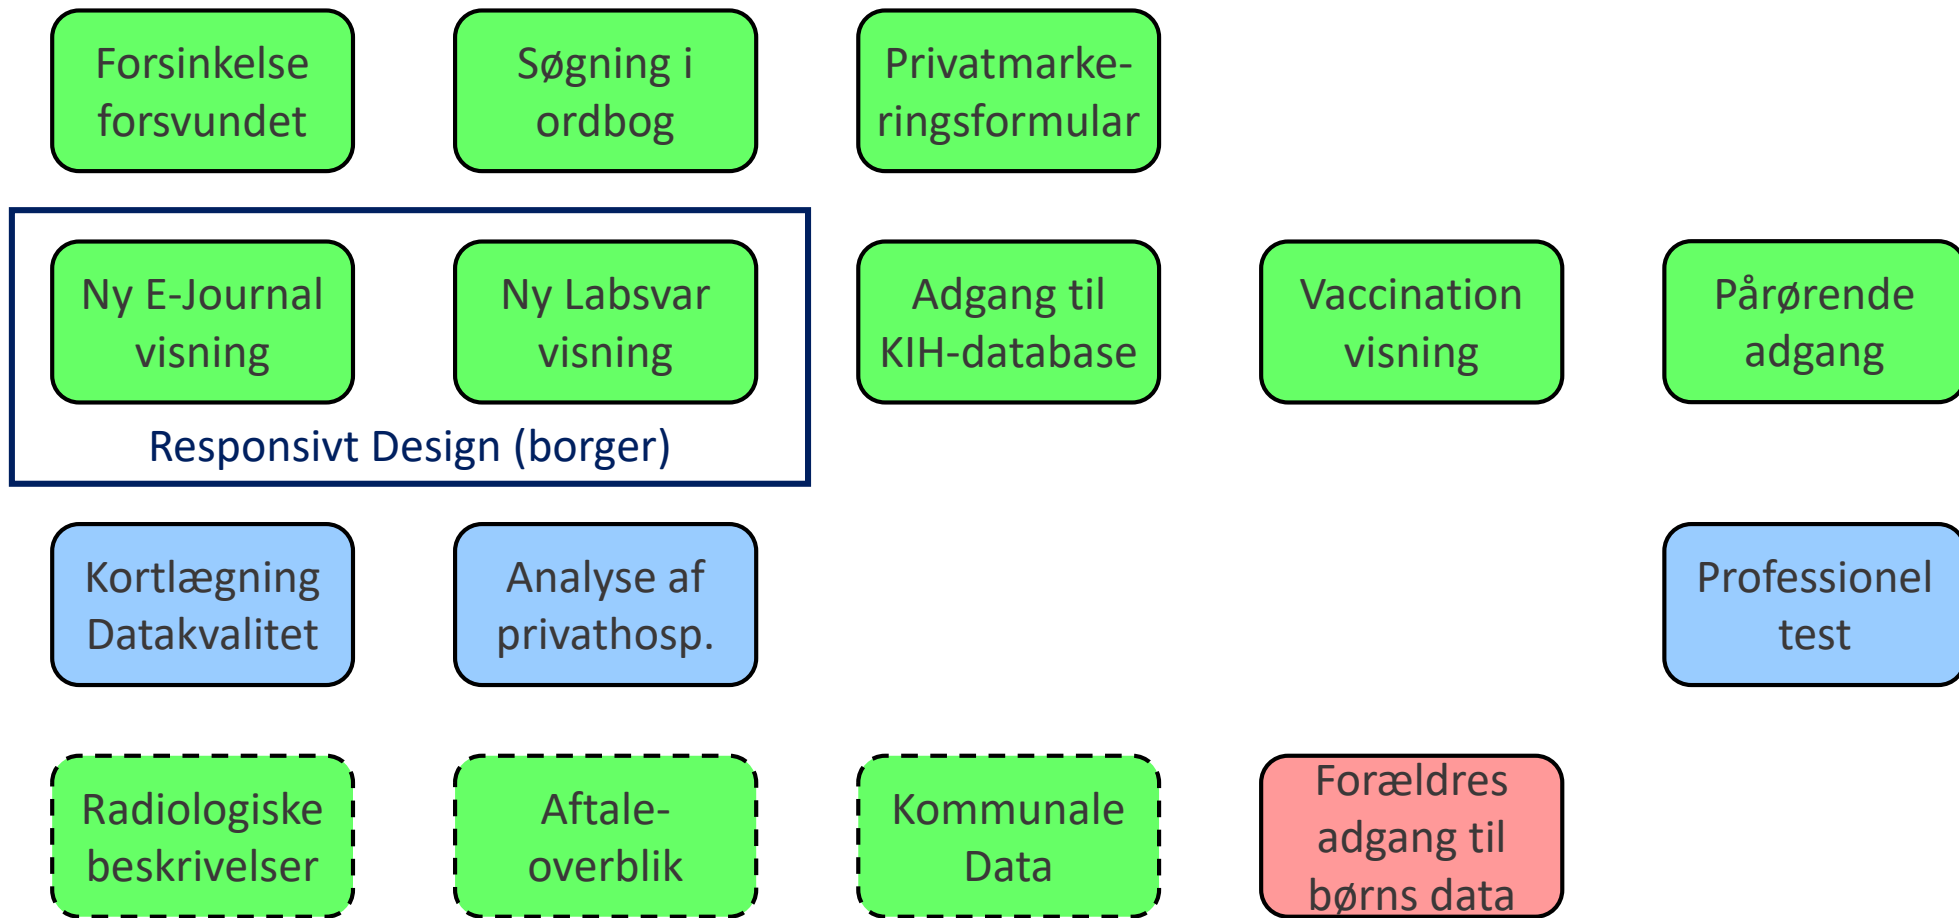 Forsinkelse
forsvundet
Søgning i
ordbog
Privatmarke-
ringsformular
Ny E-Journal
visning
Ny Labsvar
visning
Responsivt Design (borger)
Adgang til
KIH-database
Vaccination
visning
Pårørende
adgang
Kortlægning
Datakvalitet
Analyse af
privathosp.
Professionel
test
Radiologiske
beskrivelser
Aftale-
overblik
Kommunale
Data
Forældres
adgang til
børns data